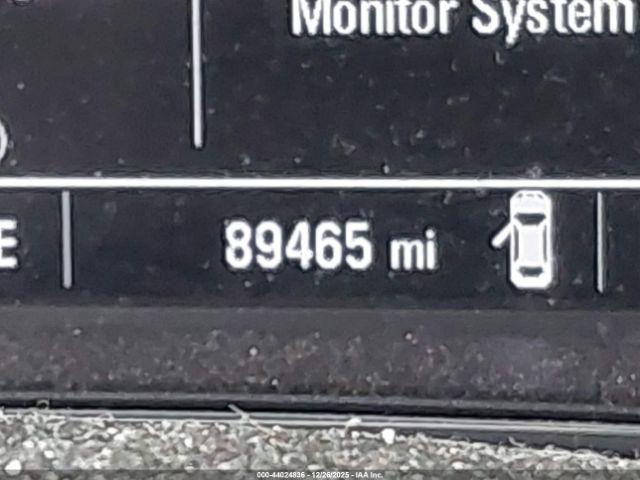 Monitor System
E
89465 mi
000-44024836 - 12/26/2025 - IAA Inc.